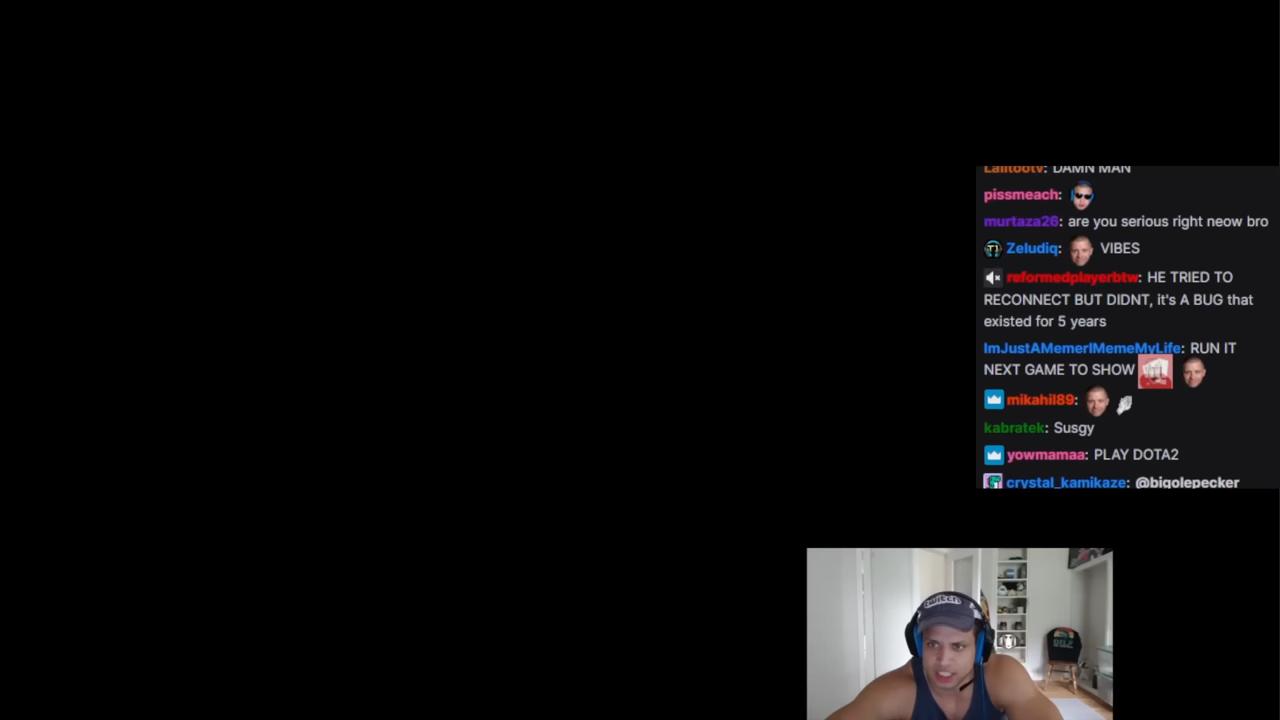 Lalitootv: DAMN MAN
pissmeach:
murtaza26: are you serious right neow bro
Zeludiq: VIBES
reformedplayerbtw: HE TRIED TO
RECONNECT BUT DIDNT, it's A BUG that
existed for 5 years
ImJustAMemerIMemeMyLife: RUN IT
NEXT GAME TO SHOW
mikahil89:
kabratek: Susgy
yowmamaa: PLAY DOTA2
crystal_kamikaze: @bigolepecker
twitch